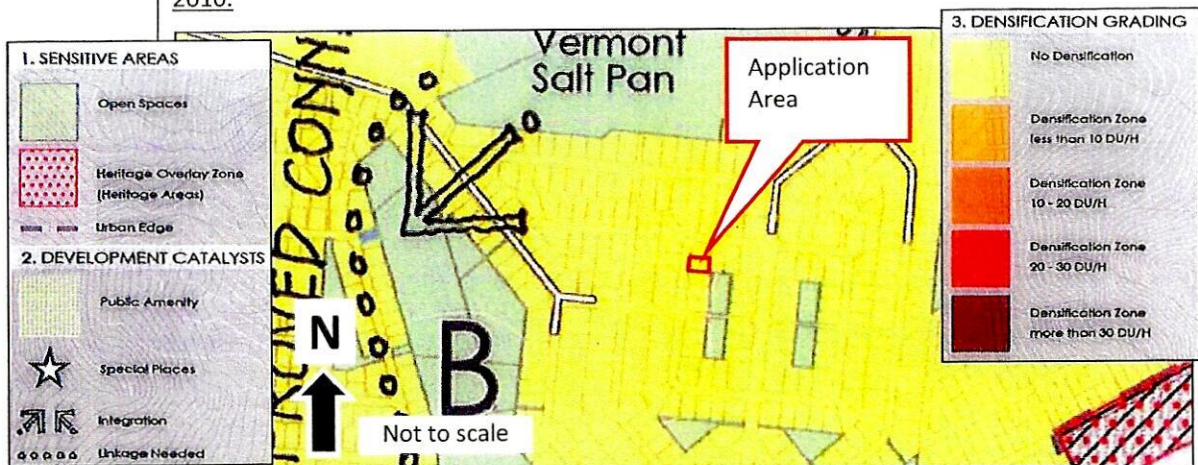 2010.
1. SENSITIVE AREAS
Open Spaces
Heritage Overlay Zone
(Heritage Areas)
Urban Edge
2. DEVELOPMENT CATALYSTS
Public Amenity
Special Places
Integration
Linkage Needed
Vermont
Salt Pan
Application
Area
N
B
Not to scale
3. DENSIFICATION GRADING
No Densification
Densification Zone
less than 10 DU/H
Densification Zone
10 - 20 DU/H
Densification Zone
20 - 30 DU/H
Densification Zone
more than 30 DU/H